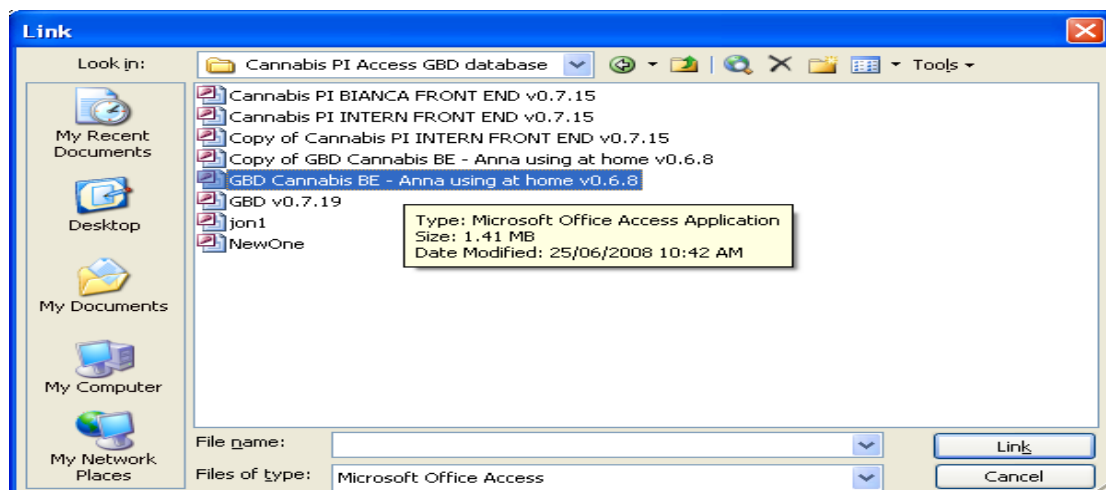 Link
Look in:
Cannabis PI Access GBD database
Tools
My Recent
Documents
Desktop
My Documents
My Computer
My Network
Places
Cannabis PI BIANCA FRONT END v0.7.15
Cannabis PI INTERN FRONT END v0.7.15
Copy of Cannabis PI INTERN FRONT END v0.7.15
Copy of GBD Cannabis BE - Anna using at home v0.6.8
GBD Cannabis BE - Anna using at home v0.6.8
GBD v0.7.19
jon1
NewOne
Type: Microsoft Office Access Application
Size: 1.41 MB
Date Modified: 25/06/2008 10:42 AM
File name:
Link
Files of type:
Microsoft Office Access
Cancel